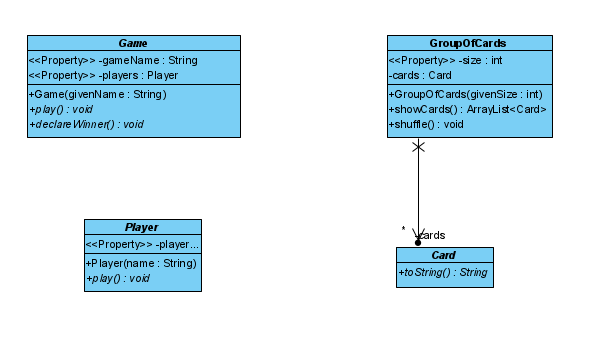 Game
<<Property>> -gameName : String
<<Property>> -players : Player
+Game(givenName : String)
+play() : void
+declareWinner() : void
GroupOfCards
<<Property>> -size : int
-cards : Card
+GroupOfCards(givenSize : int)
+showCards() : ArrayList<Card>
+shuffle() : void
Player
<<Property>> -player...
+Player(name : String)
+play() : void
*
-cards
Card
+toString() : String